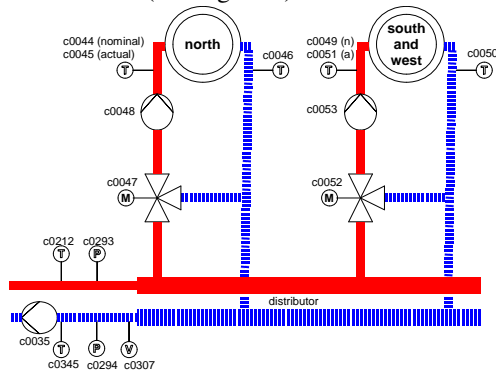 c0044 (nominal)
c0045 (actual)
north
c0046
c0049 (n)
c0051 (a)
south
and
west
c0050
T
T
T
T
c0048
c0053
c0047
M
c0052
M
c0212
c0293
T
P
distributor
c0035
T
P
V
c0345
c0294
c0307